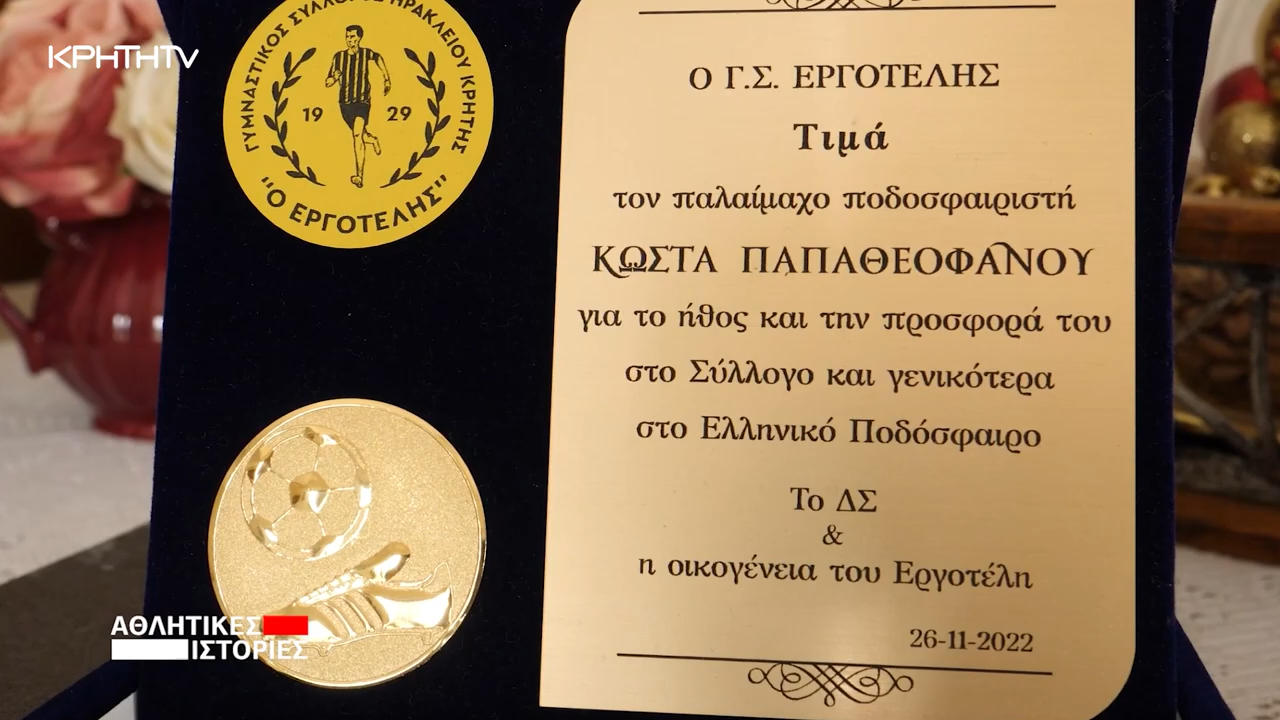 ΚΡΗΤΗTV
ΓΥΜΝΑΣΤΙΚΟΣ ΣΥΛΛΟΓΟΣ ΗΡΑΚΛΕΙΟΥ ΚΡΗΤΗΣ
19 29
"Ο ΕΡΓΟΤΕΛΗΣ"
Ο Γ.Σ. ΕΡΓΟΤΕΛΗΣ
Τιμά
τον παλαίμαχο ποδοσφαιριστή
ΚΩΣΤΑ ΠΑΠΑΘΕΟΦΑΝΟΥ
για το ήθος και την προσφορά του
στο Σύλλογο και γενικότερα
στο Ελληνικό Ποδόσφαιρο
Το ΔΣ
&
η οικογένεια του Εργοτέλη
26-11-2022
ΑΘΛΗΤΙΚΕΣ
ΙΣΤΟΡΙΕΣ